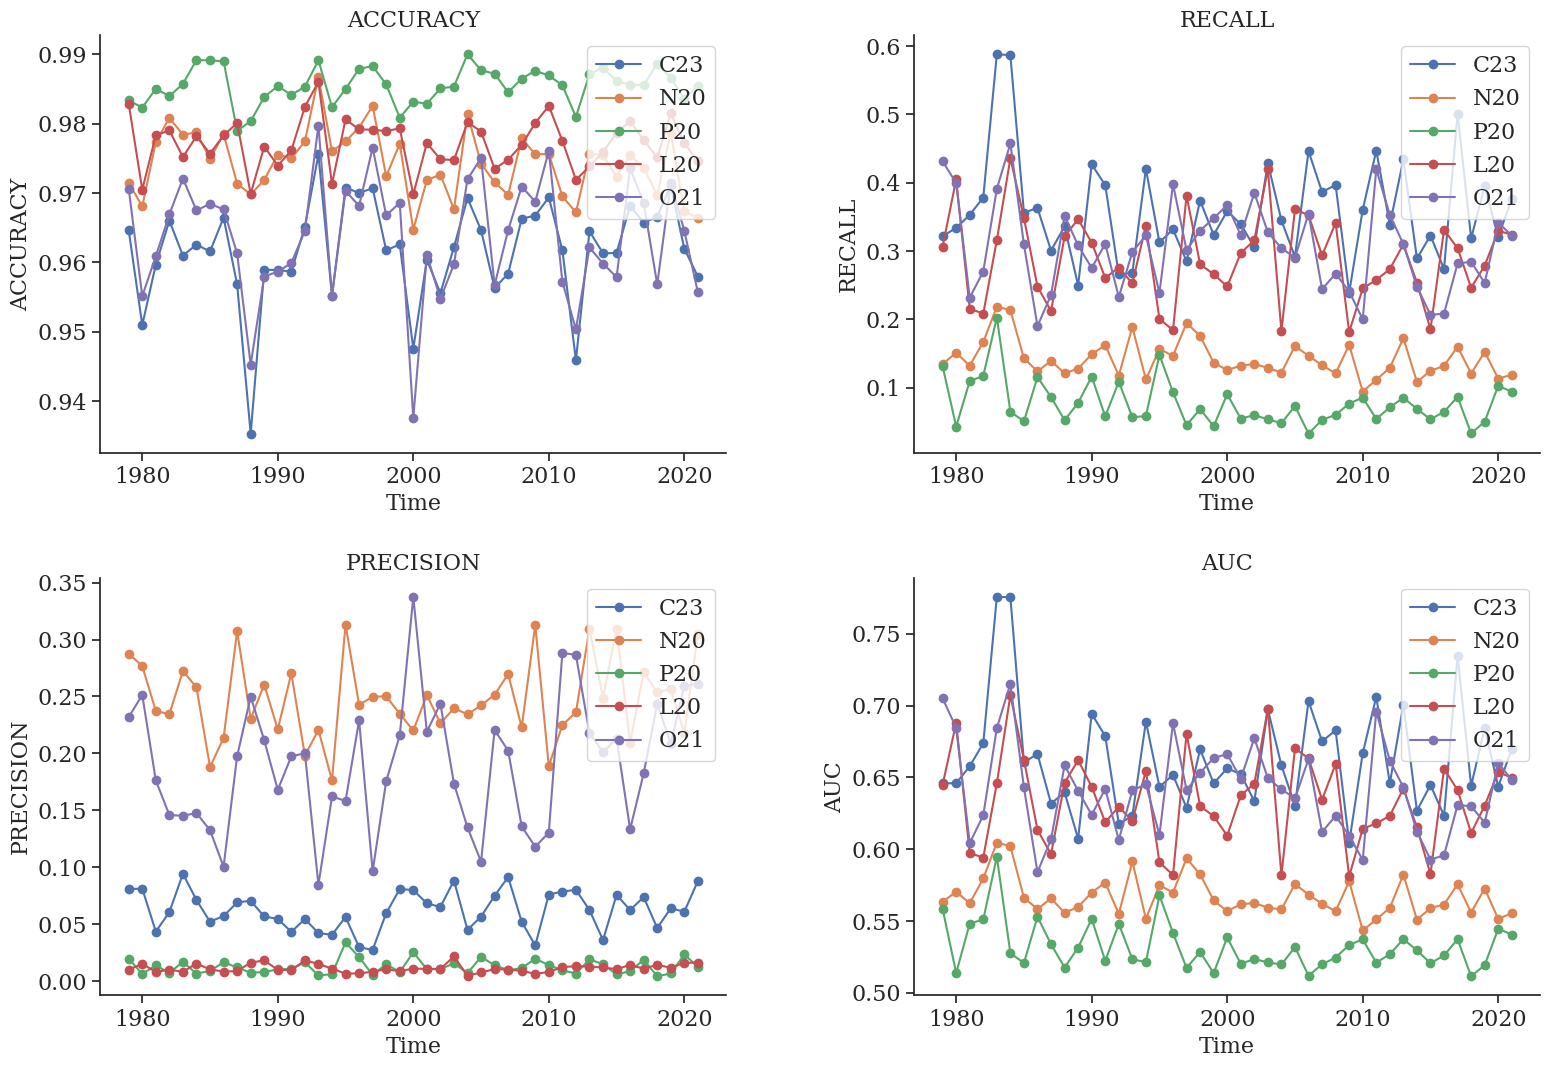 ACCURACY
ACCURACY
0.99
0.98
0.97
0.96
0.95
0.94
1980 1990 2000 2010 2020
Time
C23
N20
P20
L20
O21
RECALL
RECALL
0.6
0.5
0.4
0.3
0.2
0.1
1980 1990 2000 2010 2020
Time
C23
N20
P20
L20
O21
PRECISION
PRECISION
0.35
0.30
0.25
0.20
0.15
0.10
0.05
0.00
1980 1990 2000 2010 2020
Time
C23
N20
P20
L20
O21
AUC
AUC
0.75
0.70
0.65
0.60
0.55
0.50
1980 1990 2000 2010 2020
Time
C23
N20
P20
L20
O21